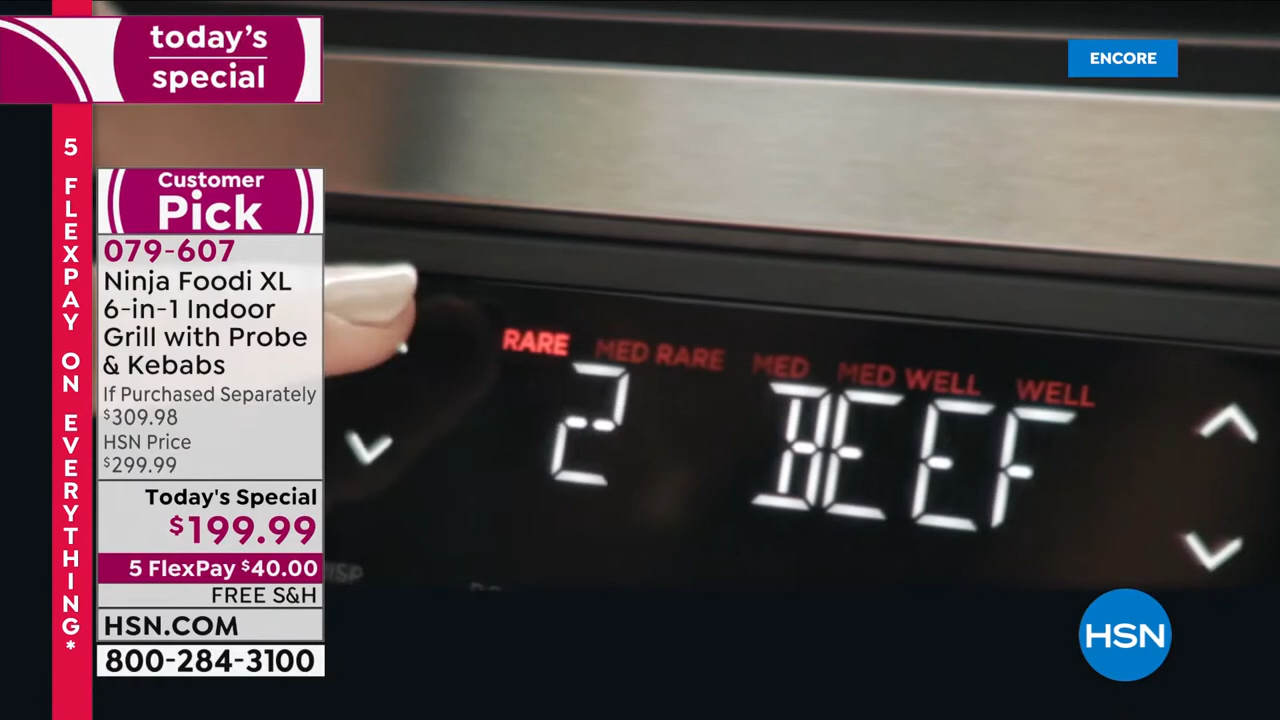 today's
special
ENCORE
5 FLEXPAY ON EVERYTHING*
Customer
Pick
079-607
Ninja Foodi XL
6-in-1 Indoor
Grill with Probe
& Kebabs
If Purchased Separately
$309.98
HSN Price
$299.99
Today's Special
$199.99
5 FlexPay $40.00
FREE S&H
HSN.COM
800-284-3100
RARE MED RARE MED MED WELL WELL
2 BEEF
HSN